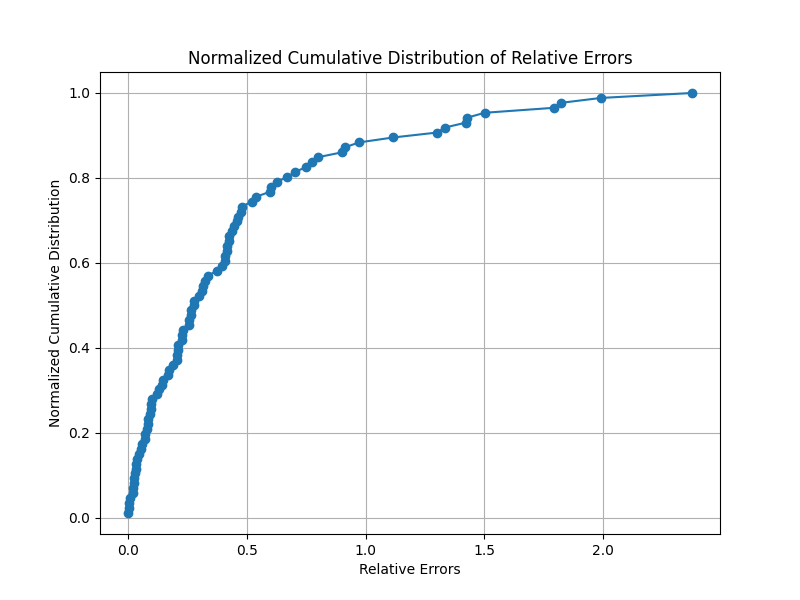 Normalized Cumulative Distribution of Relative Errors
Normalized Cumulative Distribution
1.0
0.8
0.6
0.4
0.2
0.0
0.0 0.5 1.0 1.5 2.0
Relative Errors